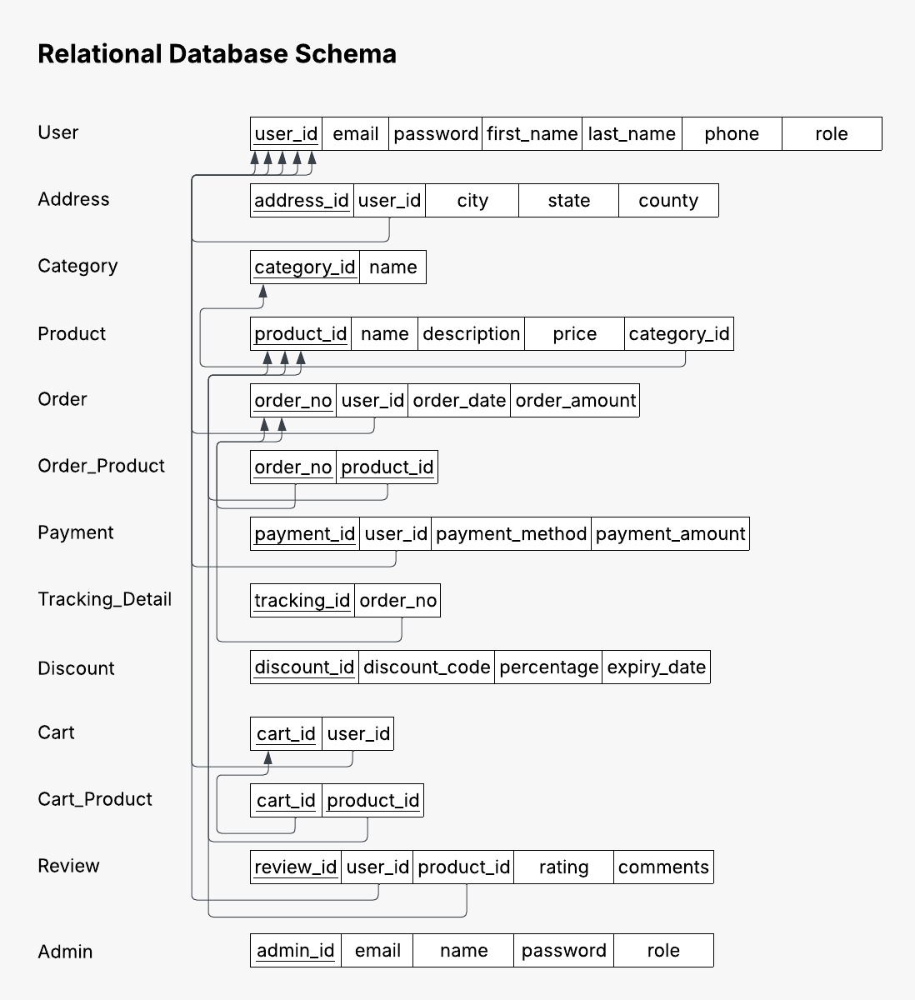 Relational Database Schema
User user_id email password first_name last_name phone role
Address address_id user_id city state county
Category category_id name
Product product_id name description price category_id
Order order_no user_id order_date order_amount
Order_Product order_no product_id
Payment payment_id user_id payment_method payment_amount
Tracking_Detail tracking_id order_no
Discount discount_id discount_code percentage expiry_date
Cart cart_id user_id
Cart_Product cart_id product_id
Review review_id user_id product_id rating comments
Admin admin_id email name password role